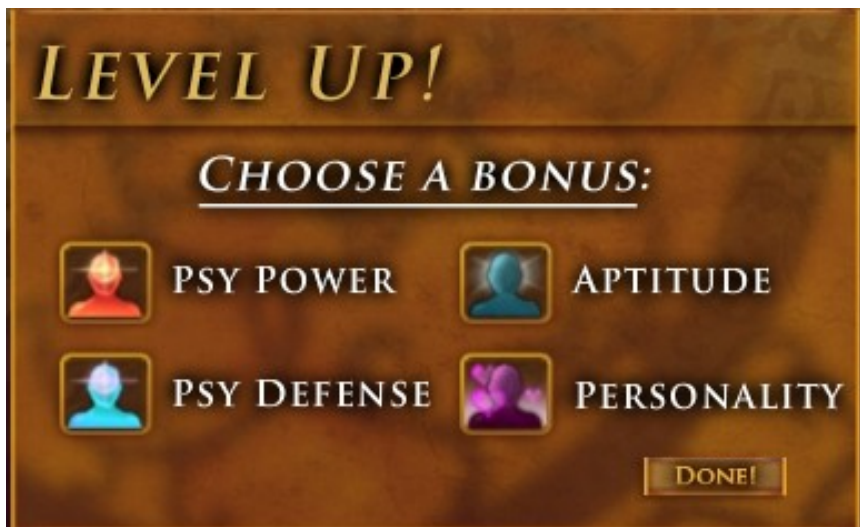 LEVEL UP!
CHOOSE A BONUS:
PSY POWER
APTITUDE
PSY DEFENSE
PERSONALITY
DONE!